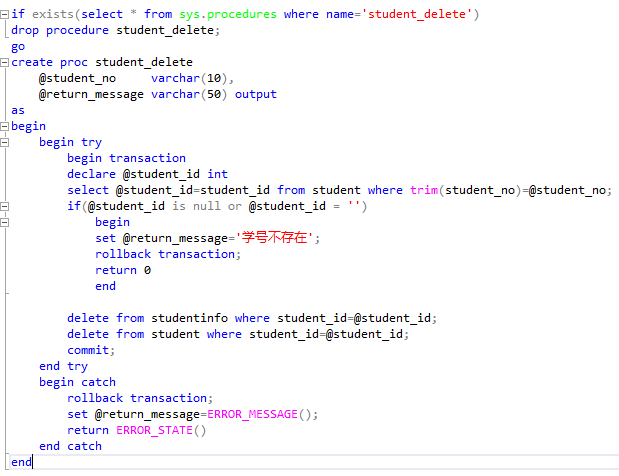 if exists(select * from sys.procedures where name='student_delete')
drop procedure student_delete;
go
create proc student_delete
@student_no varchar(10),
@return_message varchar(50) output
as
begin
begin try
begin transaction
declare @student_id int
select @student_id=student_id from student where trim(student_no)=@student_no;
if(@student_id is null or @student_id = '')
begin
set @return_message='学号不存在';
rollback transaction;
return 0
end
delete from studentinfo where student_id=@student_id;
delete from student where student_id=@student_id;
commit;
end try
begin catch
rollback transaction;
set @return_message=ERROR_MESSAGE();
return ERROR_STATE()
end catch
end